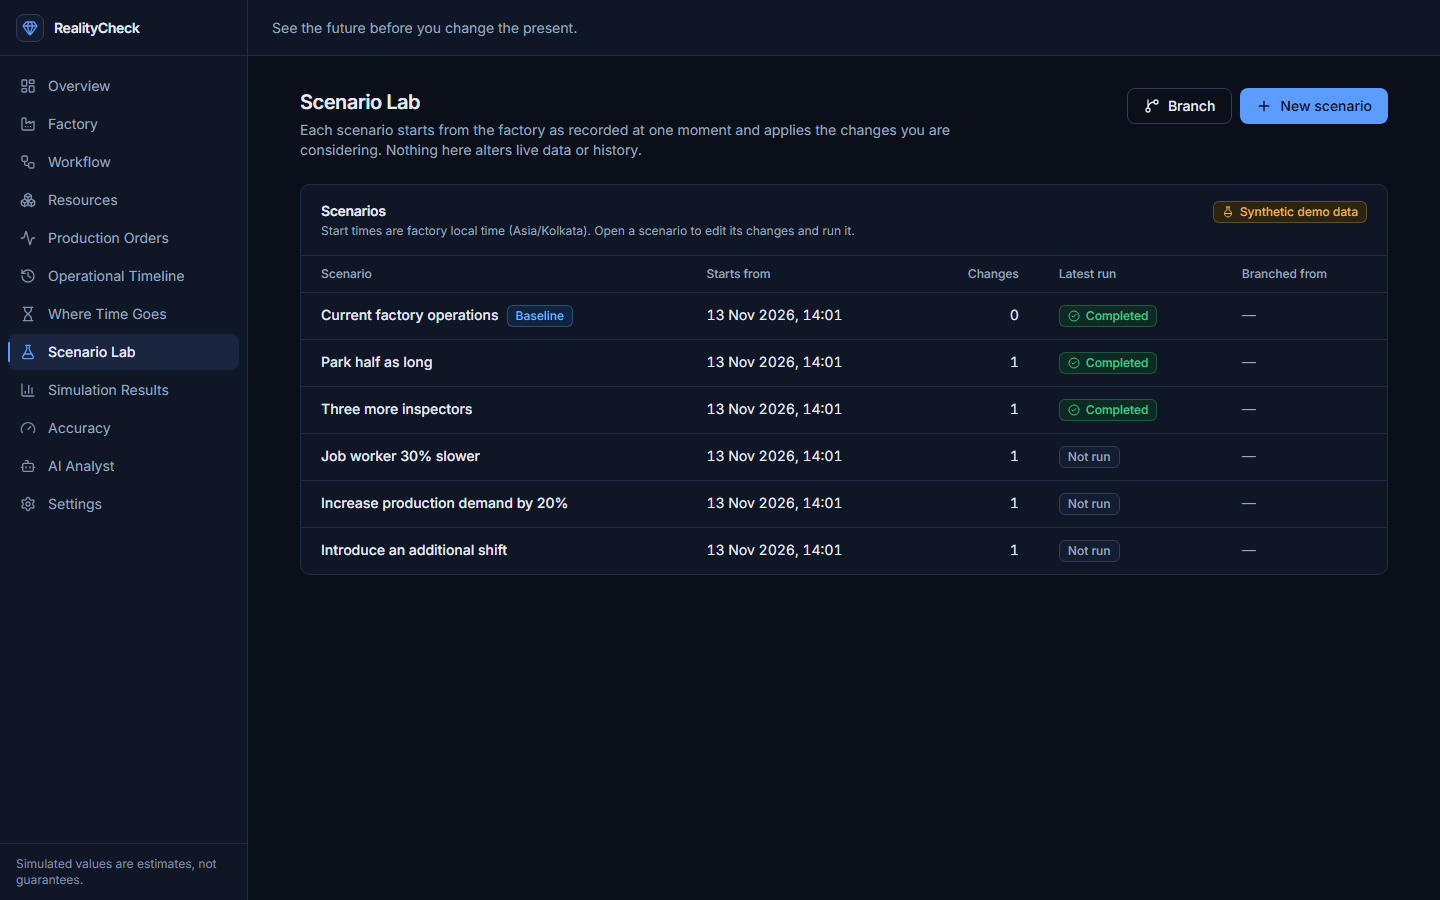 RealityCheck
See the future before you change the present.
Overview
Factory
Workflow
Resources
Production Orders
Operational Timeline
Where Time Goes
Scenario Lab
Simulation Results
Accuracy
AI Analyst
Settings
Simulated values are estimates, not
guarantees.
Scenario Lab
Each scenario starts from the factory as recorded at one moment and applies the changes you are
considering. Nothing here alters live data or history.
Branch
New scenario
Scenarios
Start times are factory local time (Asia/Kolkata). Open a scenario to edit its changes and run it.
Synthetic demo data
Scenario Starts from Changes Latest run Branched from
Current factory operations Baseline 13 Nov 2026, 14:01 0 Completed —
Park half as long 13 Nov 2026, 14:01 1 Completed —
Three more inspectors 13 Nov 2026, 14:01 1 Completed —
Job worker 30% slower 13 Nov 2026, 14:01 1 Not run —
Increase production demand by 20% 13 Nov 2026, 14:01 1 Not run —
Introduce an additional shift 13 Nov 2026, 14:01 1 Not run —